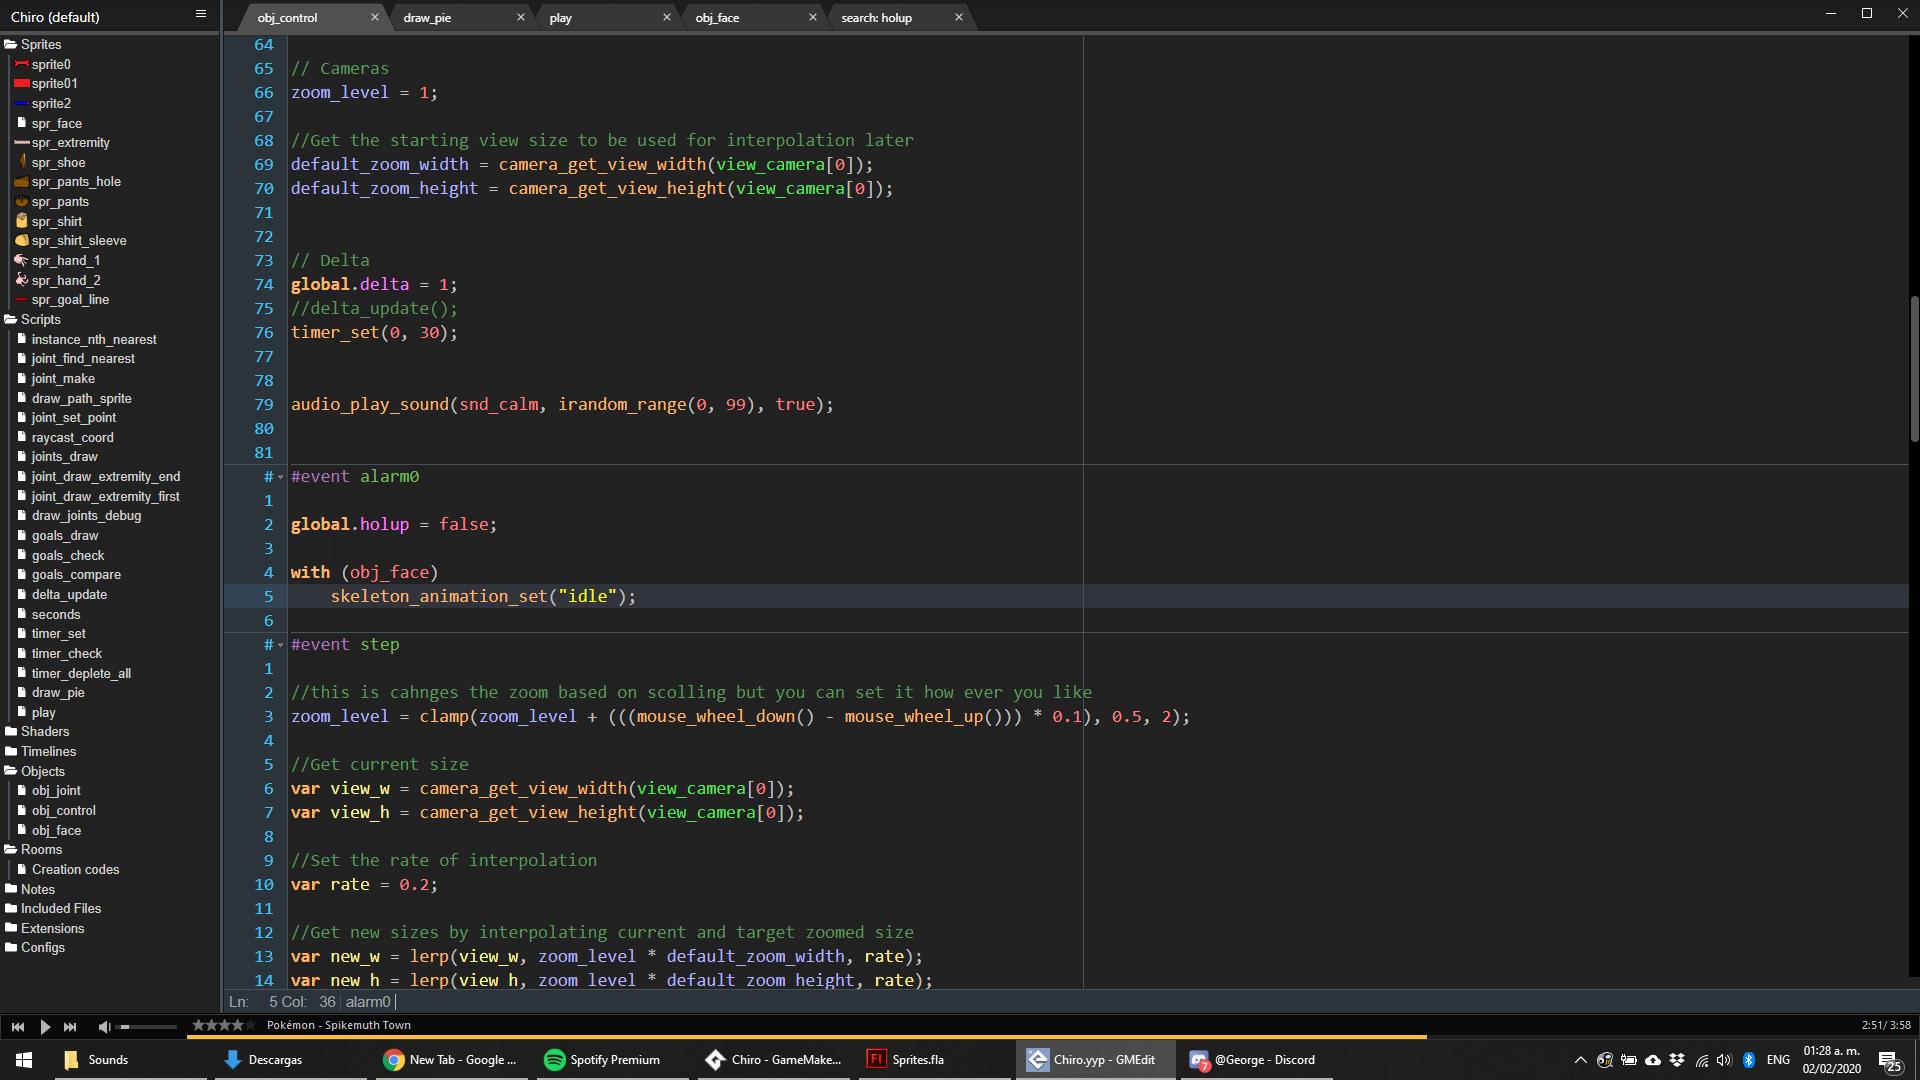 Chiro (default)
obj_control
draw_pie
play
obj_face
search: holup
Sprites
sprite0
sprite01
sprite2
spr_face
spr_extremity
spr_shoe
spr_pants_hole
spr_pants
spr_shirt
spr_shirt_sleeve
spr_hand_1
spr_hand_2
spr_goal_line
Scripts
instance_nth_nearest
joint_find_nearest
joint_make
draw_path_sprite
joint_set_point
raycast_coord
joints_draw
joint_draw_extremity_end
joint_draw_extremity_first
draw_joints_debug
goals_draw
goals_check
goals_compare
delta_update
seconds
timer_set
timer_check
timer_deplete_all
draw_pie
play
Shaders
Timelines
Objects
obj_joint
obj_control
obj_face
Rooms
Creation codes
Notes
Included Files
Extensions
Configs
64
65 // Cameras
66 zoom_level = 1;
67
68 //Get the starting view size to be used for interpolation later
69 default_zoom_width = camera_get_view_width(view_camera[0]);
70 default_zoom_height = camera_get_view_height(view_camera[0]);
71
72
73 // Delta
74 global.delta = 1;
75 //delta_update();
76 timer_set(0, 30);
77
78
79 audio_play_sound(snd_calm, irandom_range(0, 99), true);
80
81
# #event alarm0
1
2 global.holup = false;
3
4 with (obj_face)
5 skeleton_animation_set("idle");
6
# #event step
1
2 //this is cahnges the zoom based on scolling but you can set it how ever you like
3 zoom_level = clamp(zoom_level + (((mouse_wheel_down() - mouse_wheel_up())) * 0.1), 0.5, 2);
4
5 //Get current size
6 var view_w = camera_get_view_width(view_camera[0]);
7 var view_h = camera_get_view_height(view_camera[0]);
8
9 //Set the rate of interpolation
10 var rate = 0.2;
11
12 //Get new sizes by interpolating current and target zoomed size
13 var new_w = lerp(view_w, zoom_level * default_zoom_width, rate);
14 var new_h = lerp(view_h, zoom_level * default_zoom_height, rate);
Ln: 5 Col: 36 alarm0
Pokémon - Spikemuth Town
2:51/ 3:58
Sounds
Descargas
New Tab - Google ...
Spotify Premium
Chiro - GameMake...
Fl Sprites.fla
Chiro.yyp - GMEdit
7 @George - Discord
ENG
01:28 a. m.
02/02/2020
25